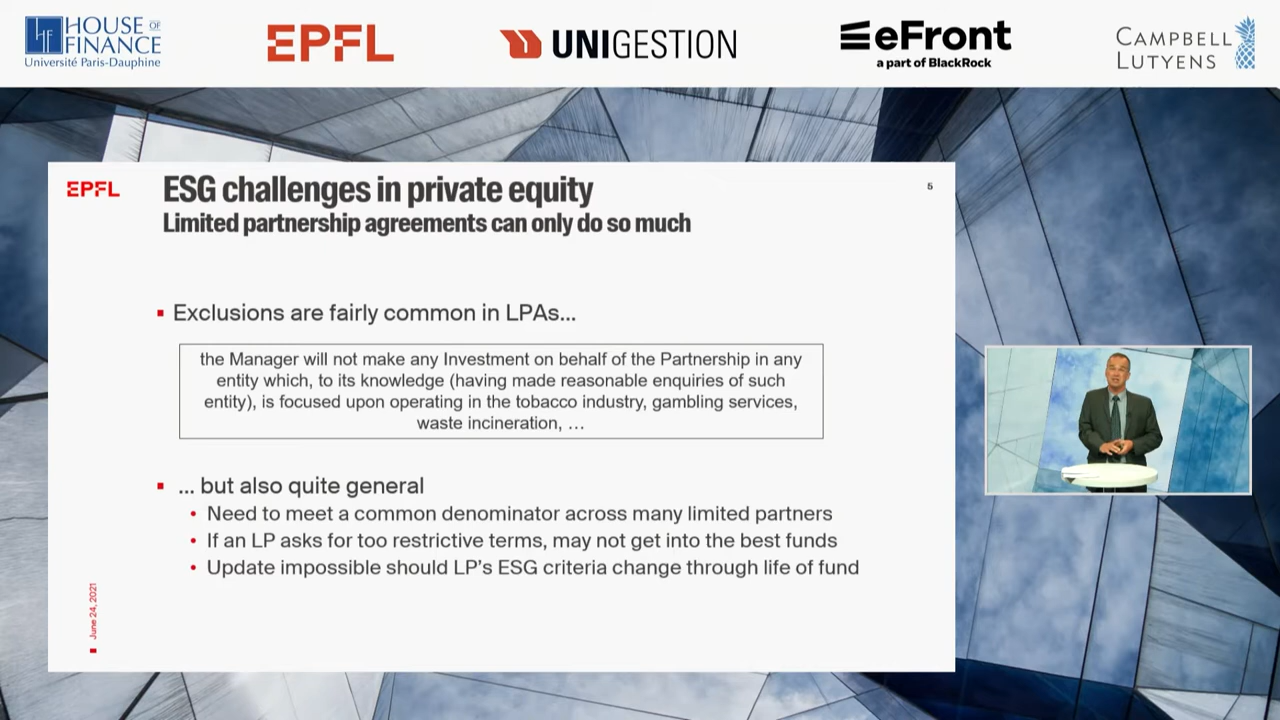 HOUSE OF
FINANCE
Université Paris-Dauphine
EPFL
UNIGESTION
eFront
a part of BlackRock
CAMPBELL
LUTYENS
EPFL
ESG challenges in private equity
5
Limited partnership agreements can only do so much
Exclusions are fairly common in LPAs...
the Manager will not make any Investment on behalf of the Partnership in any
entity which, to its knowledge (having made reasonable enquiries of such
entity), is focused upon operating in the tobacco industry, gambling services,
waste incineration, …
... but also quite general
Need to meet a common denominator across many limited partners
If an LP asks for too restrictive terms, may not get into the best funds
Update impossible should LP's ESG criteria change through life of fund
June 24, 2021